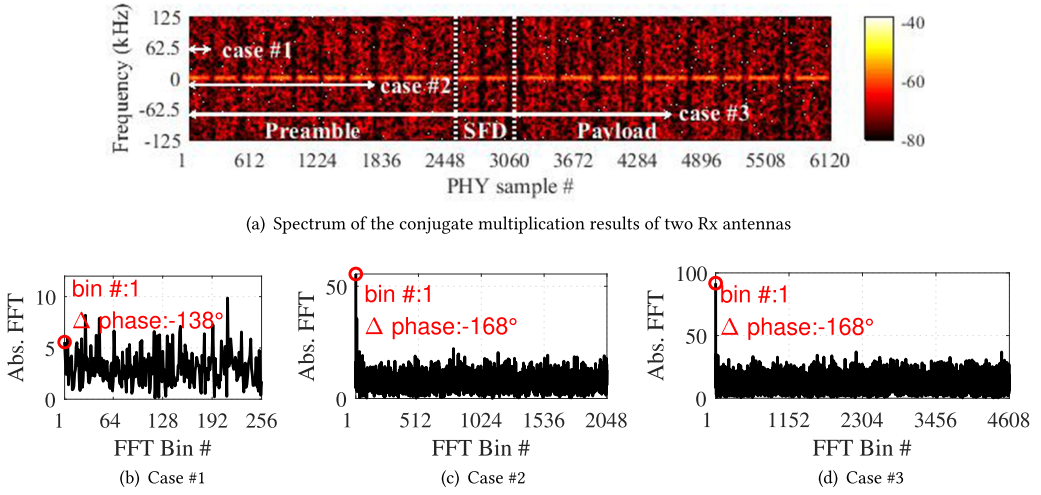 125
62.5
0
-62.5
-125
Frequency (kHz)
case #1
case #2
case #3
Preamble
SFD
Payload
-40
-60
-80
1 612 1224 1836 2448 3060 3672 4284 4896 5508 6120
PHY sample #
(a) Spectrum of the conjugate multiplication results of two Rx antennas
Abs. FFT
10
5
0
bin #:1
Δ phase:-138°
1 64 128 192 256
FFT Bin #
(b) Case #1
Abs. FFT
50
0
bin #:1
Δ phase:-168°
1 512 1024 1536 2048
FFT Bin #
(c) Case #2
Abs. FFT
100
50
0
bin #:1
Δ phase:-168°
1 1152 2304 3456 4608
FFT Bin #
(d) Case #3